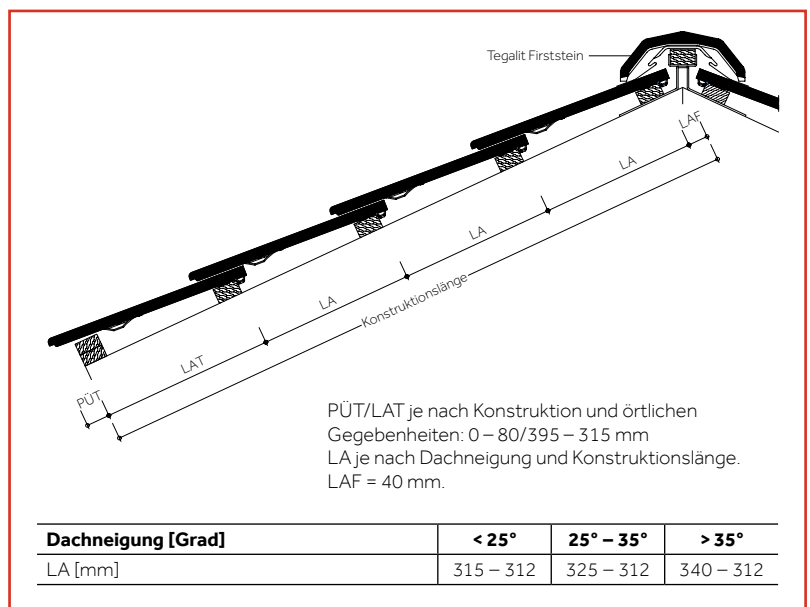 Tegalit Firststein
LAF
LA
LA
LA
Konstruktionslänge
LAT
PÜT
PÜT/LAT je nach Konstruktion und örtlichen
Gegebenheiten: 0 – 80/395 – 315 mm
LA je nach Dachneigung und Konstruktionslänge.
LAF = 40 mm.
Dachneigung [Grad] < 25° 25° – 35° > 35°
LA [mm] 315 – 312 325 – 312 340 – 312